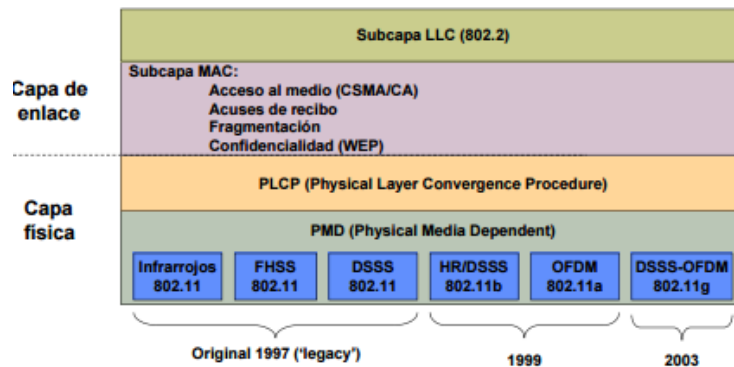 Subcapa LLC (802.2)
Capa de
enlace
Subcapa MAC:
Acceso al medio (CSMA/CA)
Acuses de recibo
Fragmentación
Confidencialidad (WEP)
Capa
física
PLCP (Physical Layer Convergence Procedure)
PMD (Physical Media Dependent)
Infrarrojos
802.11
FHSS
802.11
DSSS
802.11
HR/DSSS
802.11b
OFDM
802.11a
DSSS-OFDM
802.11g
Original 1997 (‘legacy’)
1999
2003